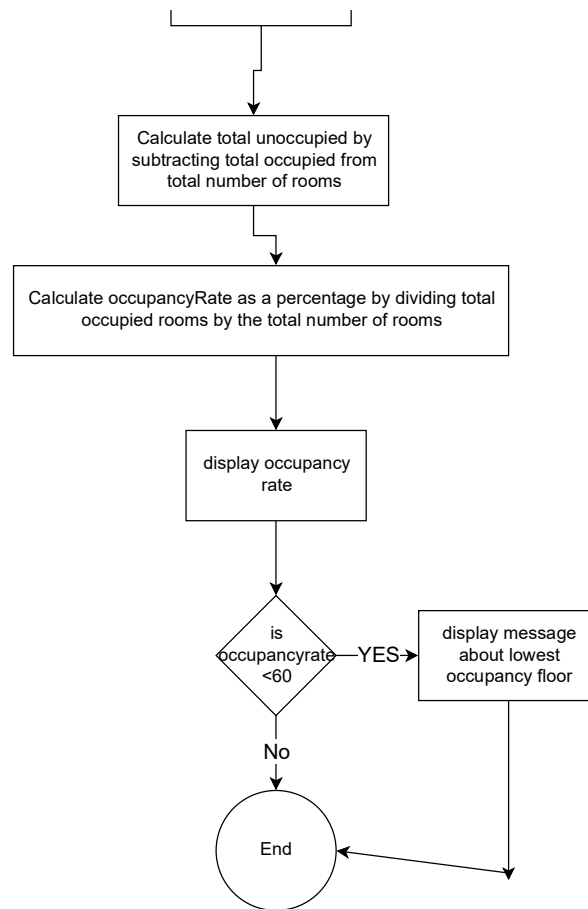 Calculate total unoccupied by
subtracting total occupied from
total number of rooms
Calculate occupancyRate as a percentage by dividing total
occupied rooms by the total number of rooms
display occupancy
rate
is
occupancyrate
<60
YES
display message
about lowest
occupancy floor
No
End